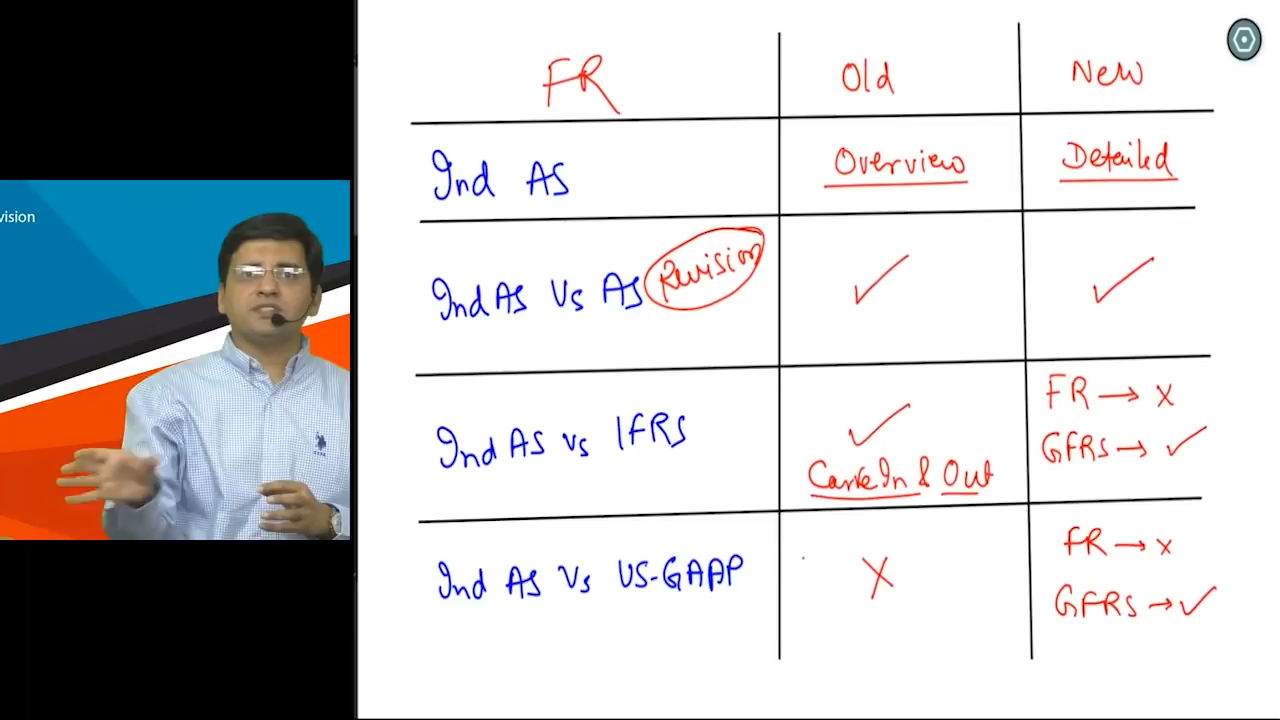 FR Old New
Ind AS Overview Detailed
Ind AS Vs AS Revision ✓ ✓
Ind AS vs IFRS ✓ FR → x
GFRS → ✓
Carve In & Out
Ind AS Vs US-GAAP X FR → x
GFRS → ✓
vision